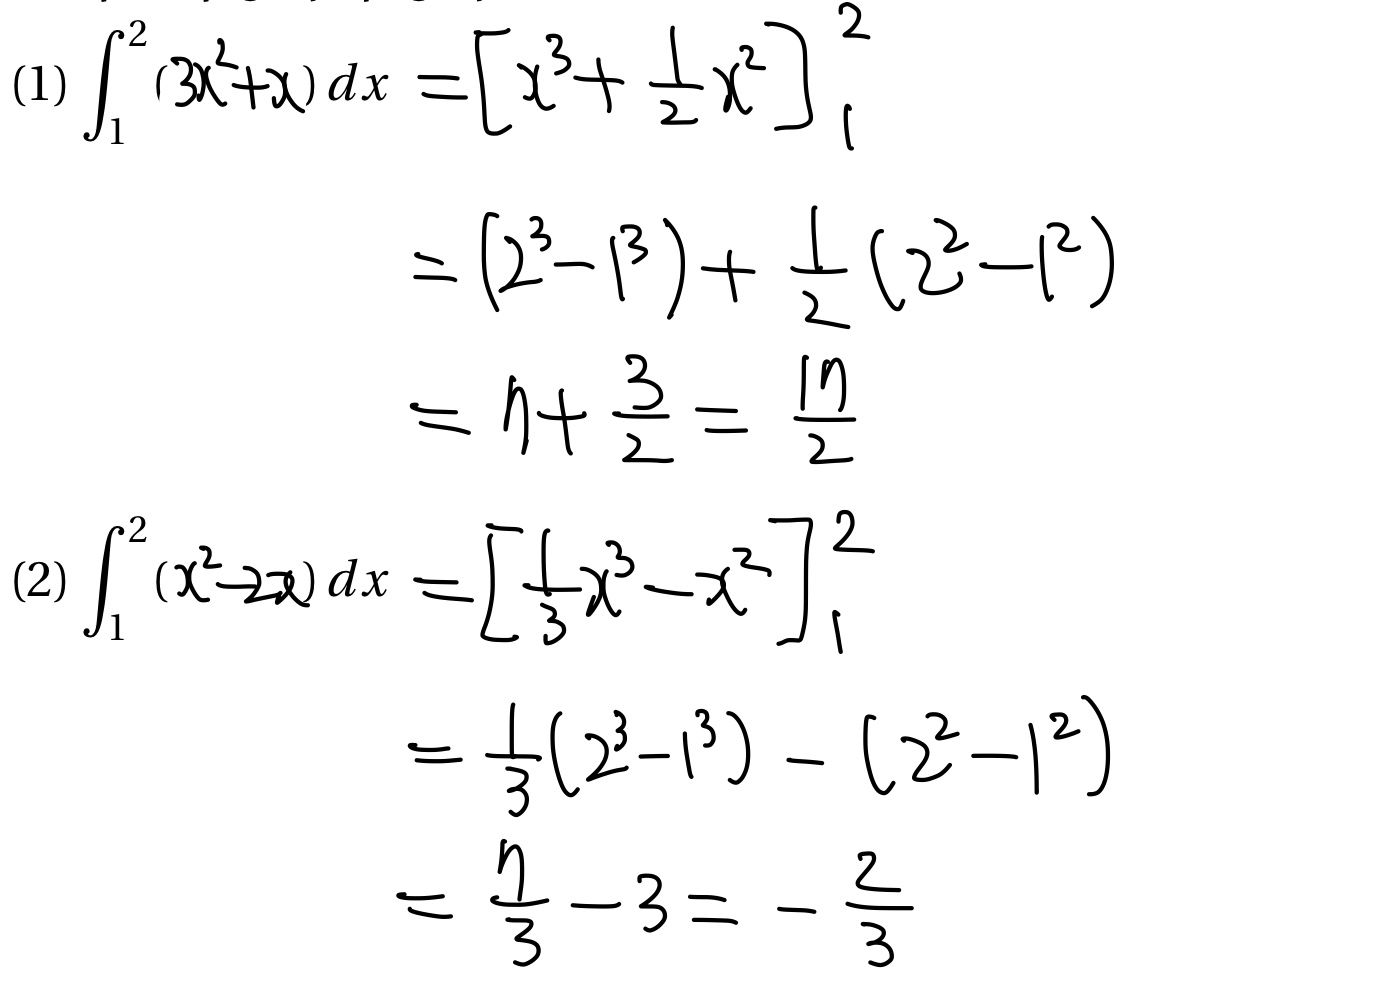 (1) ∫₁² (3x²+x) dx = [x³ + 1/2 x²]₁²
= (2³ − 1³) + 1/2 (2² − 1²)
= 7 + 3/2 = 17/2
(2) ∫₁² (x²−2x) dx = [1/3 x³ − x²]₁²
= 1/3 (2³ − 1³) − (2² − 1²)
= 7/3 − 3 = − 2/3